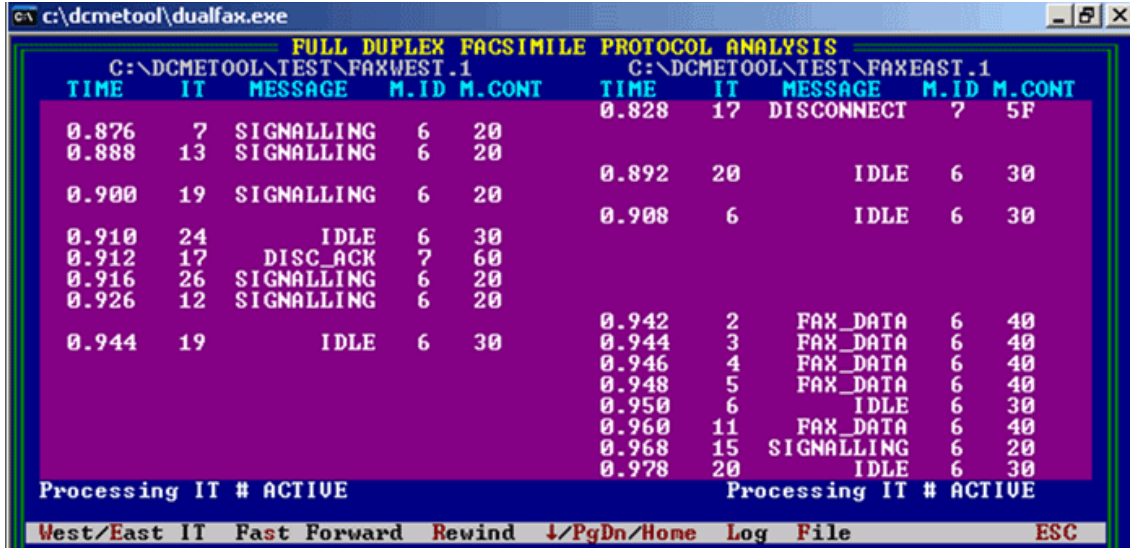 c:\dcmetool\dualfax.exe
FULL DUPLEX FACSIMILE PROTOCOL ANALYSIS
C:\DCMETOOL\TEST\FAXWEST.1 C:\DCMETOOL\TEST\FAXEAST.1
TIME IT MESSAGE M.ID M.CONT TIME IT MESSAGE M.ID M.CONT
0.828 17 DISCONNECT 7 5F
0.876 7 SIGNALLING 6 20
0.888 13 SIGNALLING 6 20
0.892 20 IDLE 6 30
0.900 19 SIGNALLING 6 20
0.908 6 IDLE 6 30
0.910 24 IDLE 6 30
0.912 17 DISC_ACK 7 60
0.916 26 SIGNALLING 6 20
0.926 12 SIGNALLING 6 20
0.942 2 FAX_DATA 6 40
0.944 19 IDLE 6 30 0.944 3 FAX_DATA 6 40
0.946 4 FAX_DATA 6 40
0.948 5 FAX_DATA 6 40
0.950 6 IDLE 6 30
0.960 11 FAX_DATA 6 40
0.968 15 SIGNALLING 6 20
0.978 20 IDLE 6 30
Processing IT # ACTIVE Processing IT # ACTIVE
West/East IT Fast Forward Rewind ↓/PgDn/Home Log File ESC